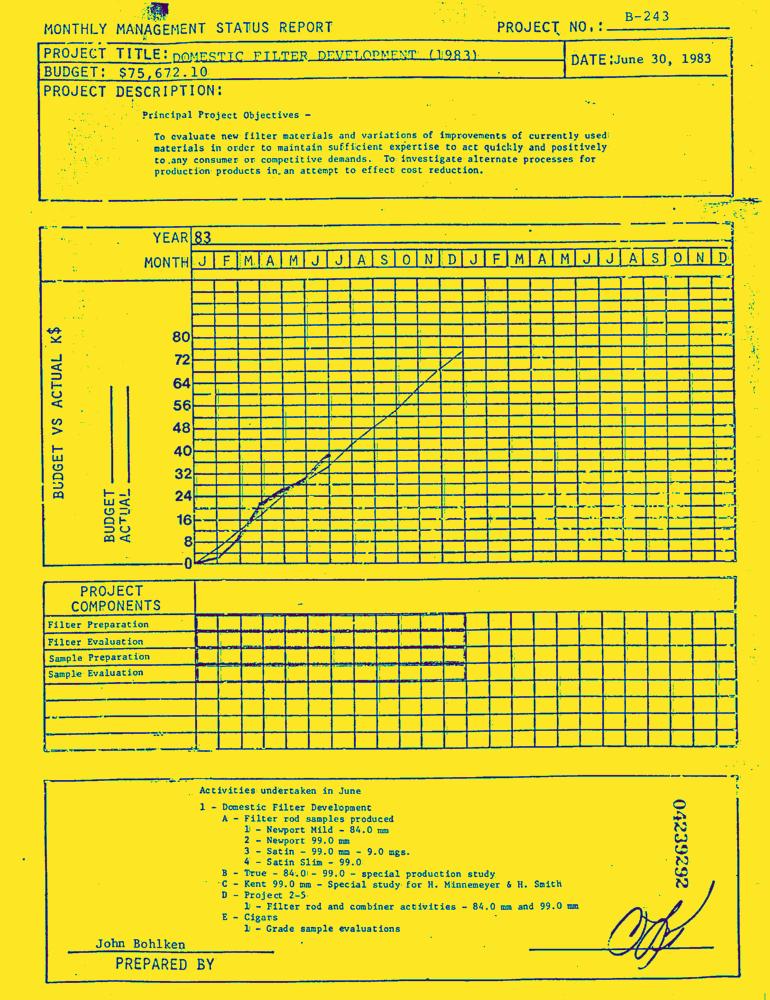 MONTHLY MANAGEMENT STATUS REPORT
PROJECT NO.: B-243
PROJECT TITLE: DOMESTIC FILTER DEVELOPMENT (1983)
DATE: June 30, 1983
BUDGET: $75,672.10
PROJECT DESCRIPTION:
Principal Project Objectives -
To evaluate new filter materials and variations of improvements of currently used
materials in order to maintain sufficient expertise to act quickly and positively
to any consumer or competitive demands. To investigate alternate processes for
production products in an attempt to effect cost reduction.
YEAR 83
MONTH J F M A M J J A S O N D J F M A M J J A S O N D
BUDGET VS ACTUAL K$
BUDGET
ACTUAL
80
72
64
56
48
40
32
24
16
8
0
PROJECT
COMPONENTS
Filter Preparation
Filter Evaluation
Sample Preparation
Sample Evaluation
Activities undertaken in June
1 - Domestic Filter Development
A - Filter rod samples produced
1 - Newport Mild - 84.0 mm
2 - Newport 99.0 mm
3 - Satin - 99.0 mm - 9.0 mgs.
4 - Satin Slim - 99.0
B - True - 84.0 - 99.0 - special production study
C - Kent 99.0 mm - Special study for H. Minnemeyer & H. Smith
D - Project 2-5
1 - Filter rod and combiner activities - 84.0 mm and 99.0 mm
E - Cigars
1 - Grade sample evaluations
04239292
John Bohlken
PREPARED BY